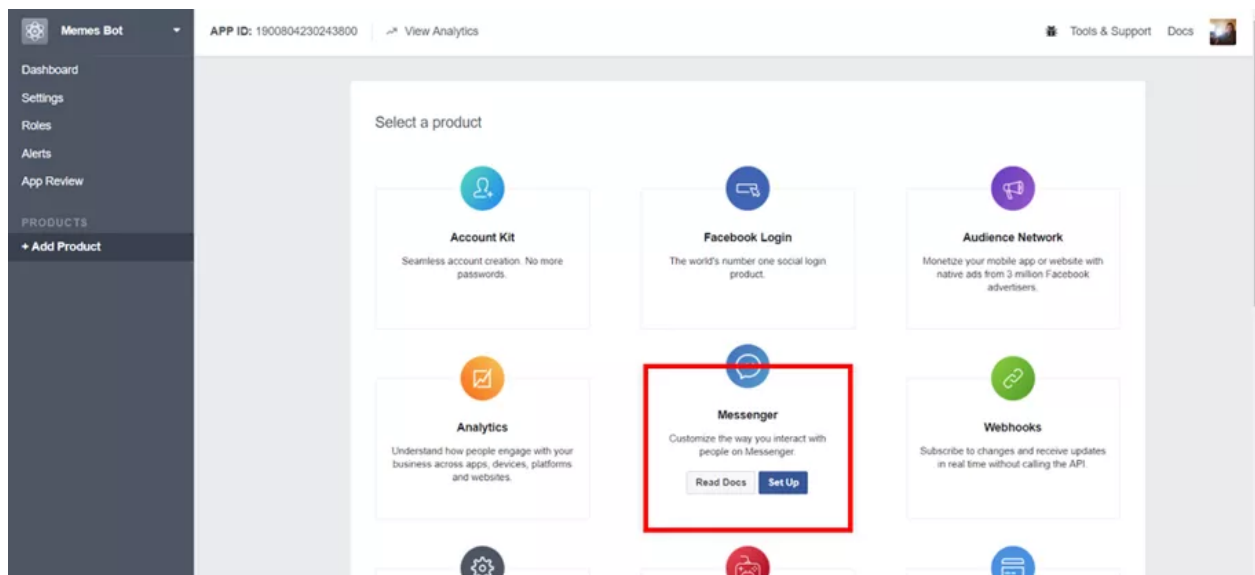 Memes Bot
APP ID: 1900804230243800
View Analytics
Tools & Support
Docs
Dashboard
Settings
Roles
Alerts
App Review
PRODUCTS
+ Add Product
Select a product
Account Kit
Seamless account creation. No more
passwords.
Facebook Login
The world's number one social login
product.
Audience Network
Monetize your mobile app or website with
native ads from 3 million Facebook
advertisers.
Analytics
Understand how people engage with your
business across apps, devices, platforms
and websites.
Messenger
Customize the way you interact with
people on Messenger.
Read Docs
Set Up
Webhooks
Subscribe to changes and receive updates
in real time without calling the API.